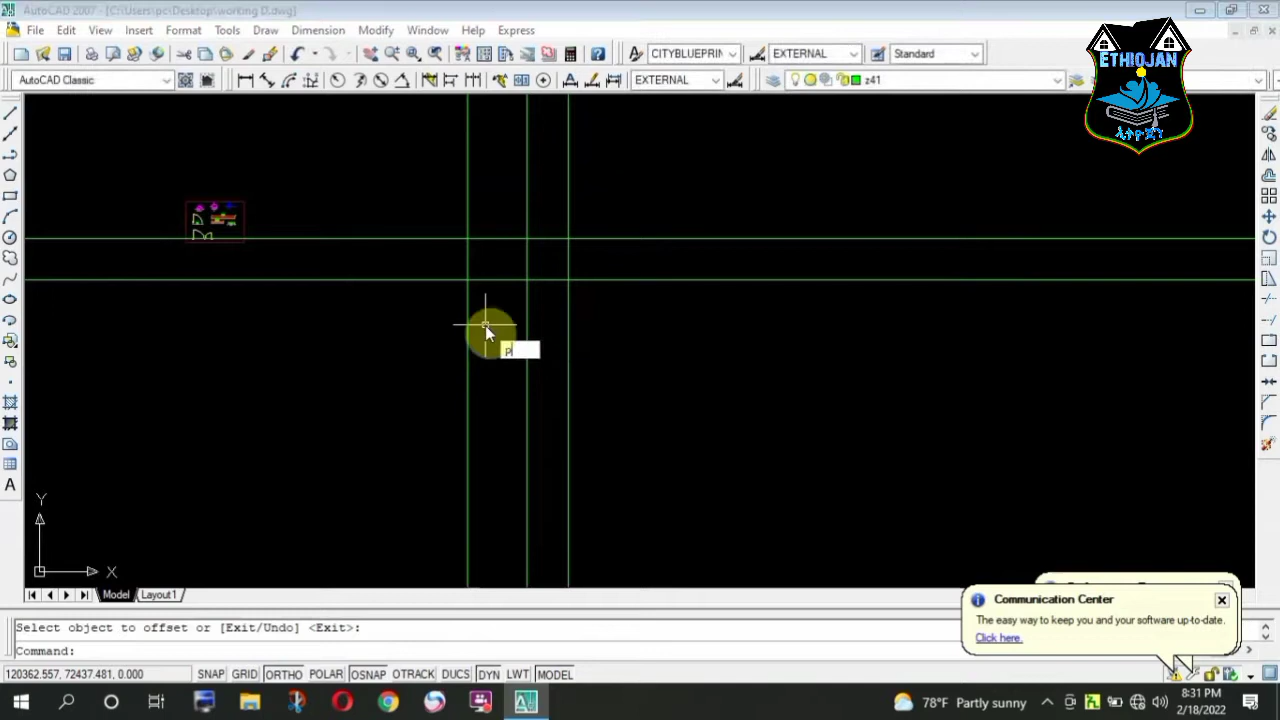 AutoCAD 2007 - [C:\Users\pc\Desktop\working D.dwg]
File Edit View Insert Format Tools Draw Dimension Modify Window Help Express
CITYBLUEPRIN EXTERNAL Standard
AutoCAD Classic EXTERNAL z41
ETHIOJAN
ኢትዮጃን
p
A
Y
X
Model Layout1
Select object to offset or [Exit/Undo] <Exit>:
Command:
Communication Center
The easy way to keep you and your software up-to-date.
Click here.
120362.557, 72437.481, 0.000 SNAP GRID ORTHO POLAR OSNAP OTRACK DUCS DYN LWT MODEL
78°F Partly sunny
8:31 PM
2/18/2022